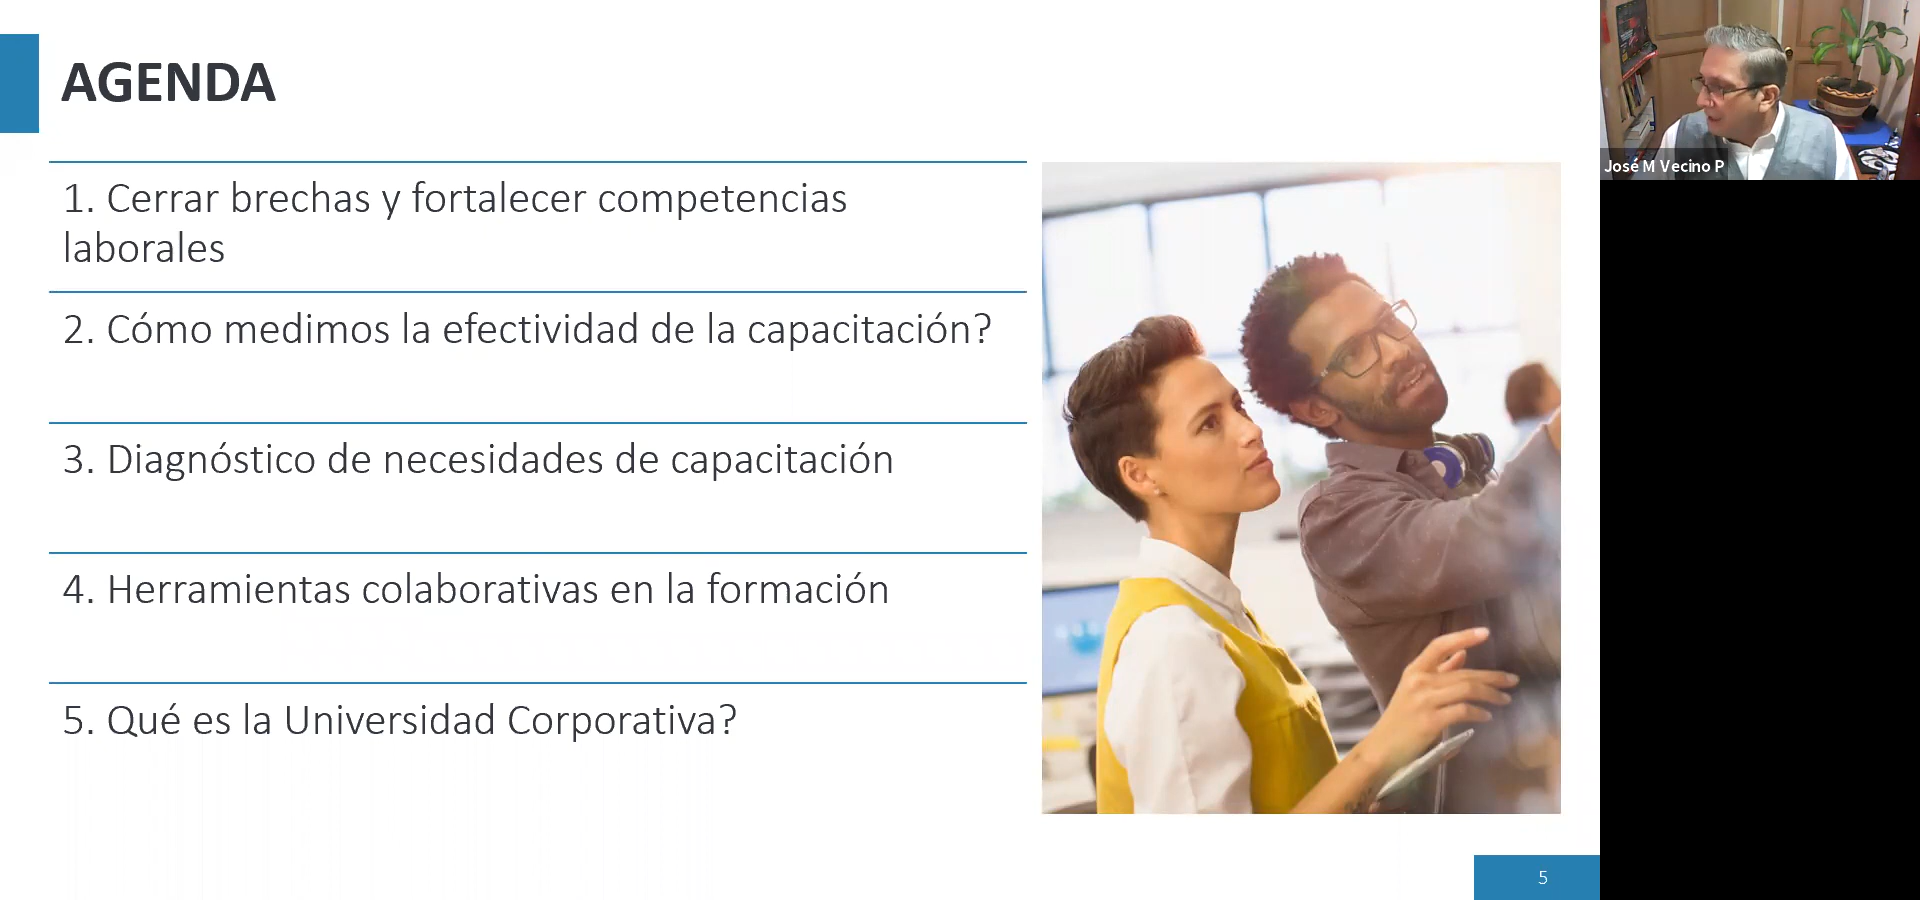 AGENDA
1. Cerrar brechas y fortalecer competencias
laborales
2. Cómo medimos la efectividad de la capacitación?
3. Diagnóstico de necesidades de capacitación
4. Herramientas colaborativas en la formación
5. Qué es la Universidad Corporativa?
5
José M Vecino P